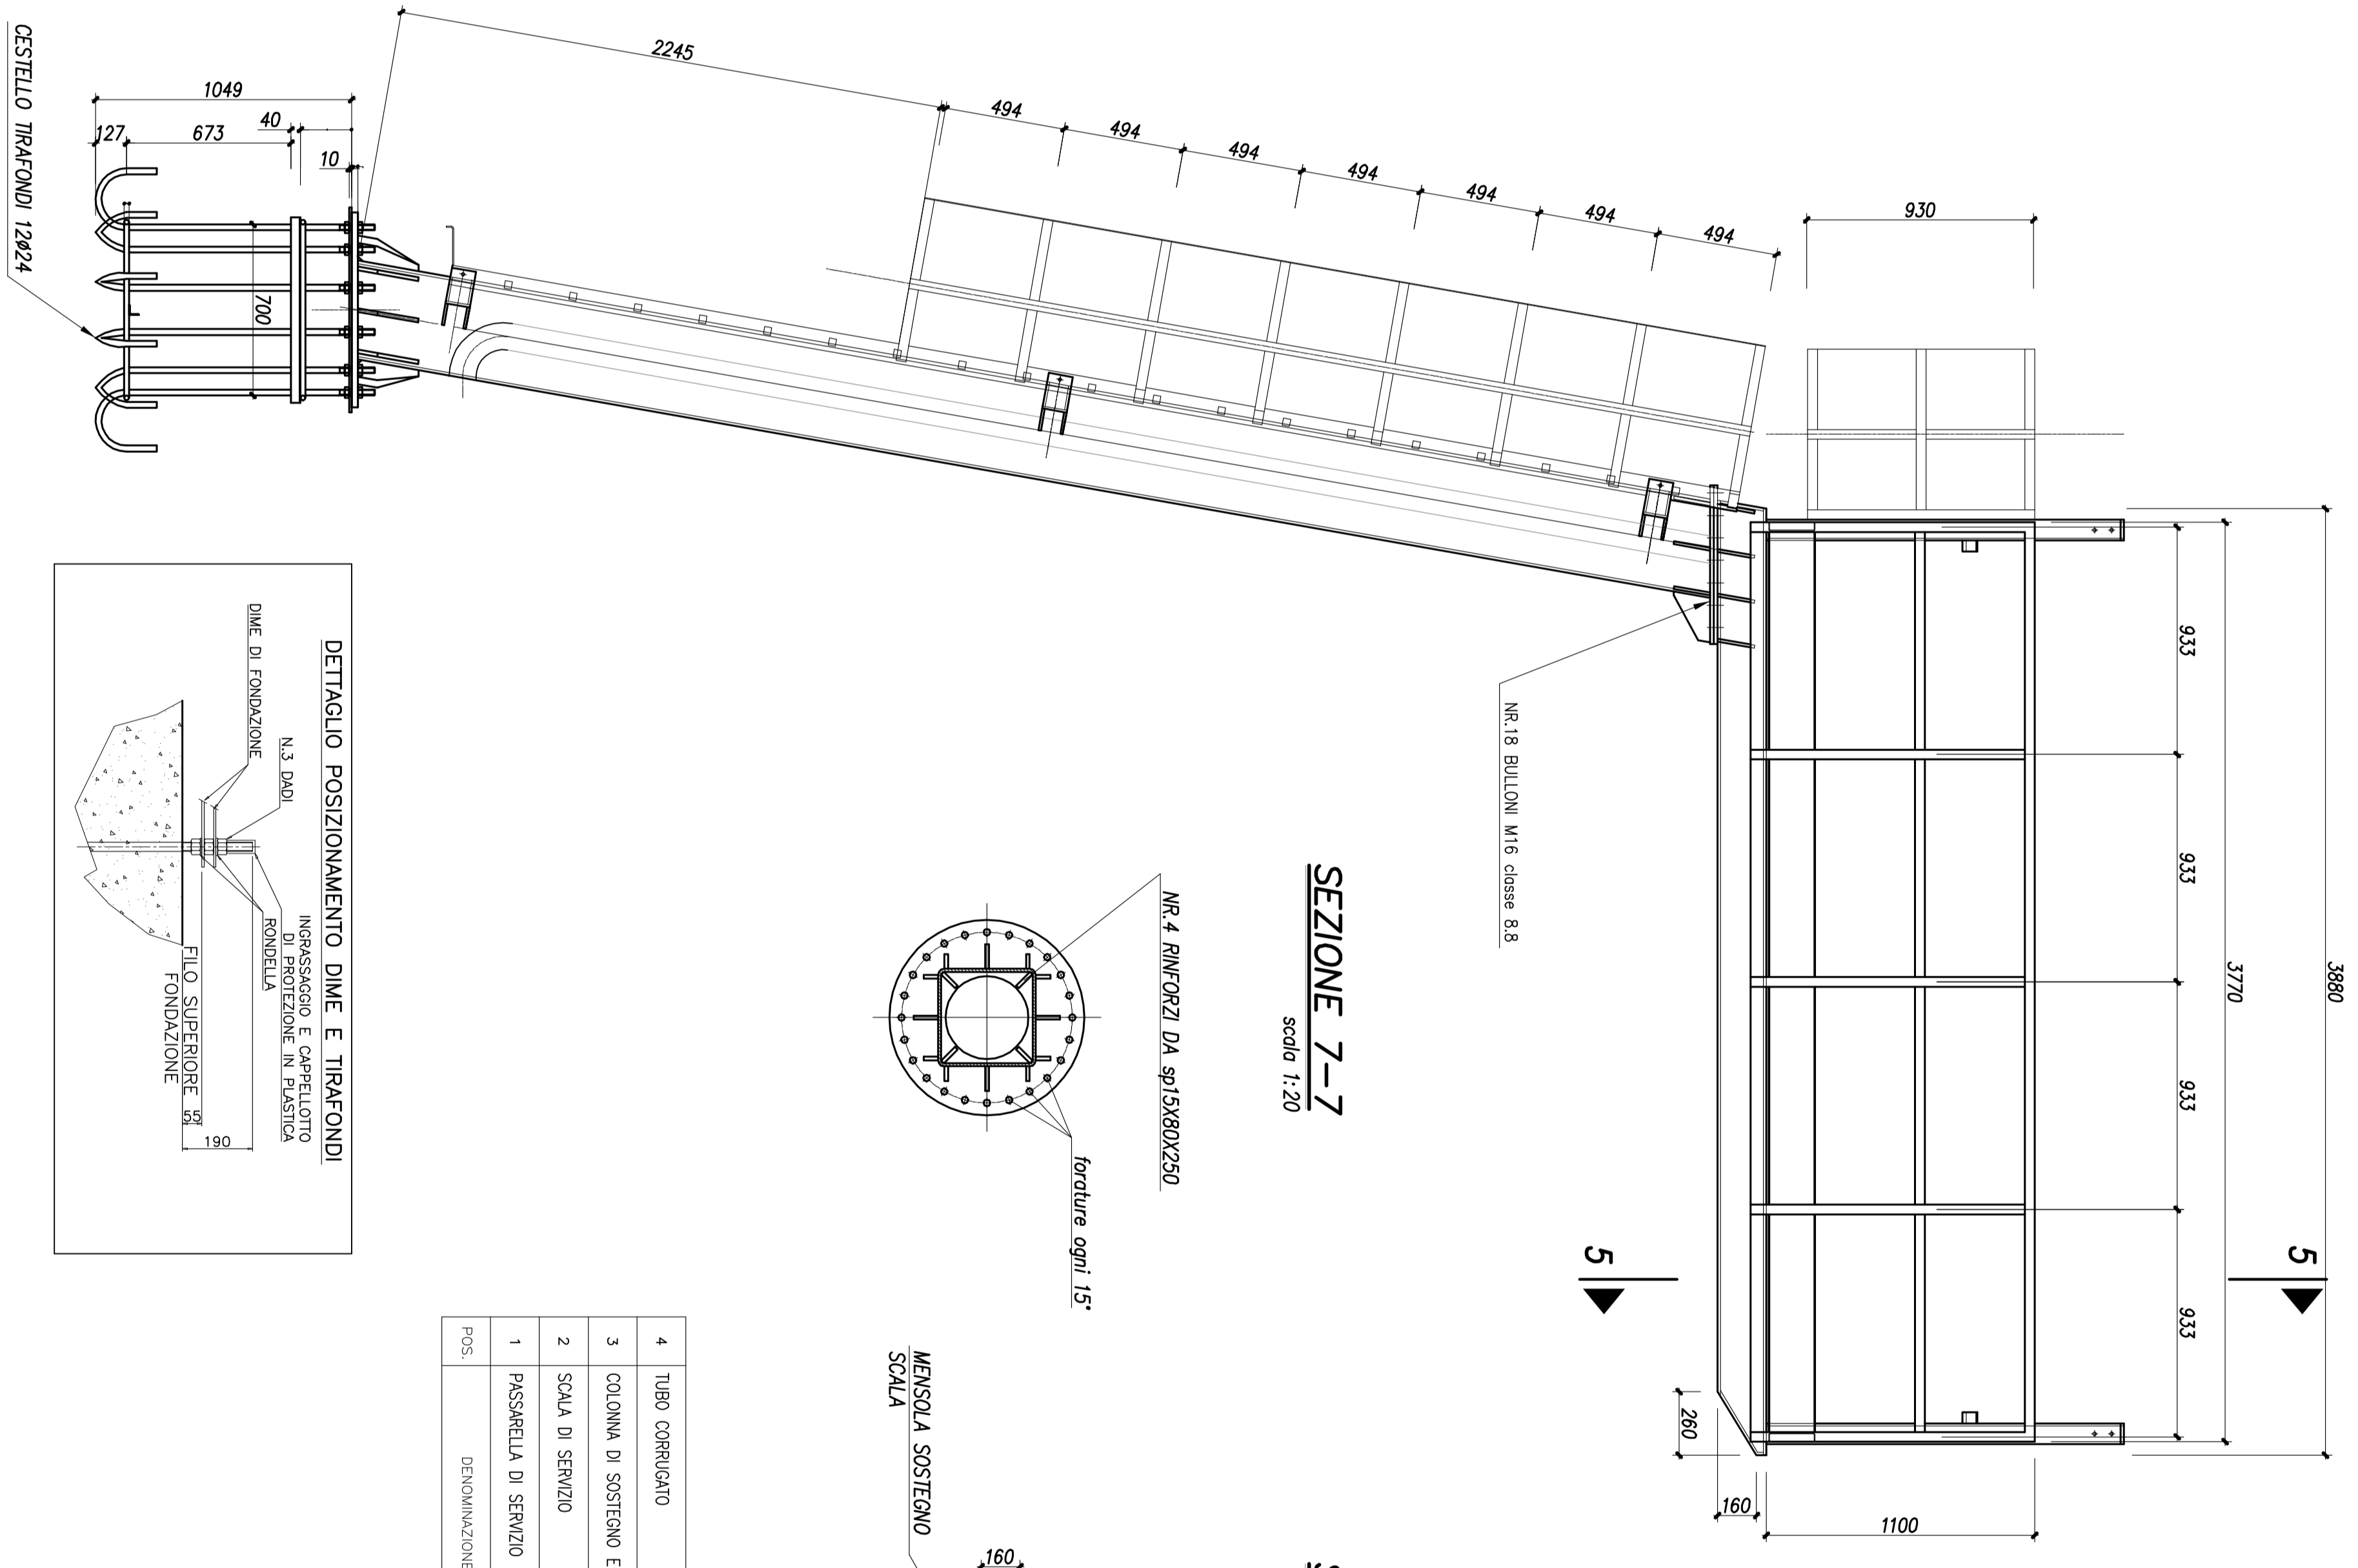 CESTELLO TIRAFONDI 12ø24
1049
40
127
673
10
700
2245
494
494
494
494
494
494
494
930
933
933
933
933
3770
3880
5
5
260
160
1100
NR.18 BULLONI M16 classe 8.8
SEZIONE 7-7
scala 1:20
NR.4 RINFORZI DA sp15X80X250
forature ogni 15°
DETTAGLIO POSIZIONAMENTO DIME E TIRAFONDI
DIME DI FONDAZIONE
N.3 DADI
INGRASSAGGIO E CAPPELLOTTO
DI PROTEZIONE IN PLASTICA
RONDELLA
FILO SUPERIORE
FONDAZIONE
55
190
MENSOLA SOSTEGNO
SCALA
160
4 TUBO CORRUGATO
3 COLONNA DI SOSTEGNO E
2 SCALA DI SERVIZIO
1 PASSARELLA DI SERVIZIO
POS. DENOMINAZIONE